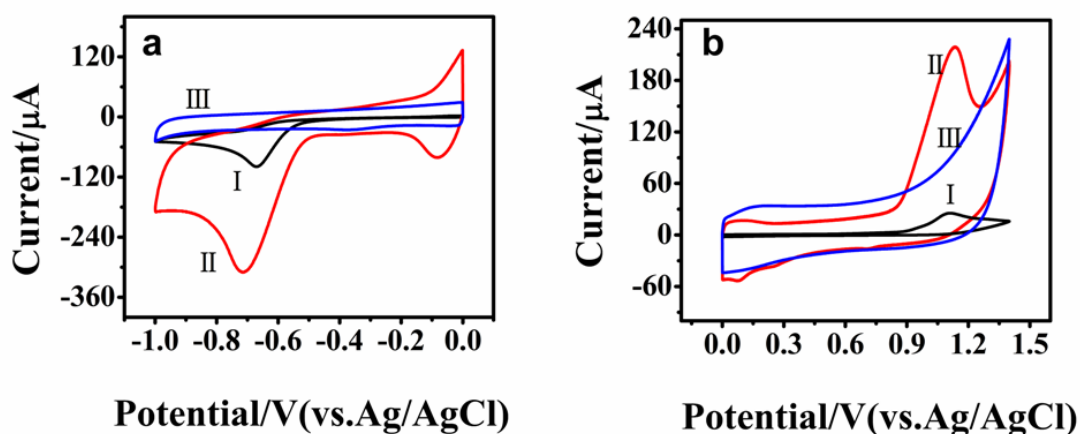 a
120
0
-120
-240
-360
Current/μA
III
I
II
-1.0 -0.8 -0.6 -0.4 -0.2 0.0
Potential/V(vs.Ag/AgCl)
b
240
180
120
60
0
-60
Current/μA
II
III
I
0.0 0.3 0.6 0.9 1.2 1.5
Potential/V(vs.Ag/AgCl)